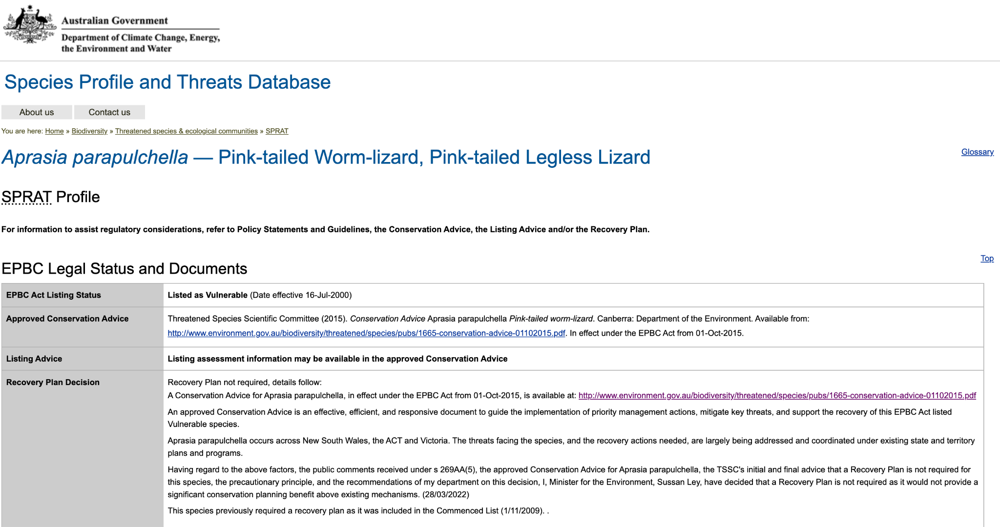 Australian Government
Department of Climate Change, Energy,
the Environment and Water
Species Profile and Threats Database
About us Contact us
You are here: Home » Biodiversity » Threatened species & ecological communities » SPRAT
Aprasia parapulchella — Pink-tailed Worm-lizard, Pink-tailed Legless Lizard
Glossary
SPRAT Profile
For information to assist regulatory considerations, refer to Policy Statements and Guidelines, the Conservation Advice, the Listing Advice and/or the Recovery Plan.
Top
EPBC Legal Status and Documents
EPBC Act Listing Status
Listed as Vulnerable (Date effective 16-Jul-2000)
Approved Conservation Advice
Threatened Species Scientific Committee (2015). Conservation Advice Aprasia parapulchella Pink-tailed worm-lizard. Canberra: Department of the Environment. Available from:
http://www.environment.gov.au/biodiversity/threatened/species/pubs/1665-conservation-advice-01102015.pdf. In effect under the EPBC Act from 01-Oct-2015.
Listing Advice
Listing assessment information may be available in the approved Conservation Advice
Recovery Plan Decision
Recovery Plan not required, details follow:
A Conservation Advice for Aprasia parapulchella, in effect under the EPBC Act from 01-Oct-2015, is available at: http://www.environment.gov.au/biodiversity/threatened/species/pubs/1665-conservation-advice-01102015.pdf
An approved Conservation Advice is an effective, efficient, and responsive document to guide the implementation of priority management actions, mitigate key threats, and support the recovery of this EPBC Act listed
Vulnerable species.
Aprasia parapulchella occurs across New South Wales, the ACT and Victoria. The threats facing the species, and the recovery actions needed, are largely being addressed and coordinated under existing state and territory
plans and programs.
Having regard to the above factors, the public comments received under s 269AA(5), the approved Conservation Advice for Aprasia parapulchella, the TSSC's initial and final advice that a Recovery Plan is not required for
this species, the precautionary principle, and the recommendations of my department on this decision, I, Minister for the Environment, Sussan Ley, have decided that a Recovery Plan is not required as it would not provide a
significant conservation planning benefit above existing mechanisms. (28/03/2022)
This species previously required a recovery plan as it was included in the Commenced List (1/11/2009). .